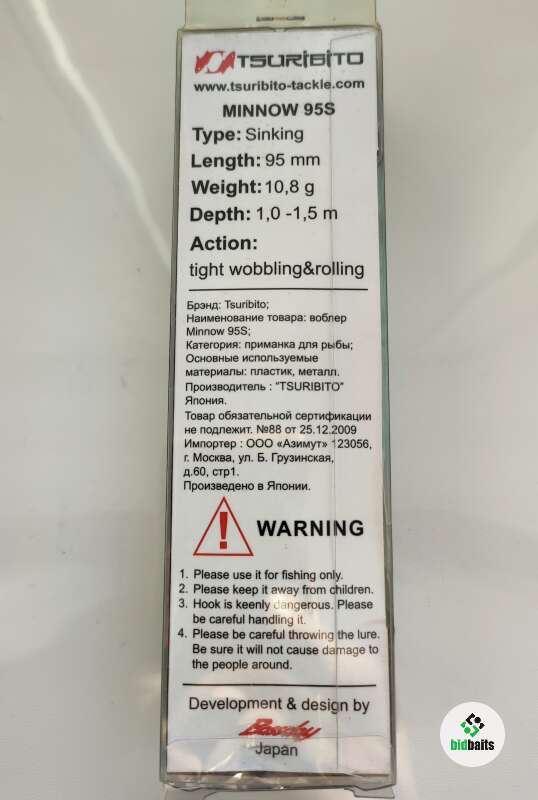 TSURIBITO
www.tsuribito-tackle.com
MINNOW 95S
Type: Sinking
Length: 95 mm
Weight: 10,8 g
Depth: 1,0 -1,5 m
Action:
tight wobbling&rolling
Брэнд: Tsuribito;
Наименование товара: воблер
Minnow 95S;
Категория: приманка для рыбы;
Основные используемые
материалы: пластик, металл.
Производитель : "TSURIBITO"
Япония.
Товар обязательной сертификации
не подлежит. №88 от 25.12.2009
Импортер : ООО «Азимут» 123056,
г. Москва, ул. Б. Грузинская,
д.60, стр1.
Произведено в Японии.
! WARNING
1. Please use it for fishing only.
2. Please keep it away from children.
3. Hook is keenly dangerous. Please
be careful handling it.
4. Please be careful throwing the lure.
Be sure it will not cause damage to
the people around.
Development & design by
Japan
bidbaits